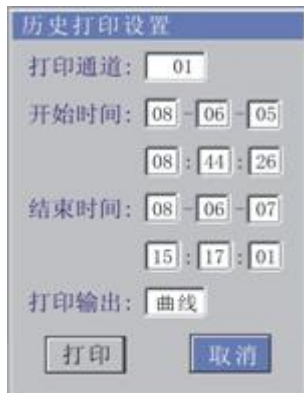 历史打印设置
打印通道: 01
开始时间: 08-06-05
08:44:26
结束时间: 08-06-07
15:17:01
打印输出: 曲线
打印 取消